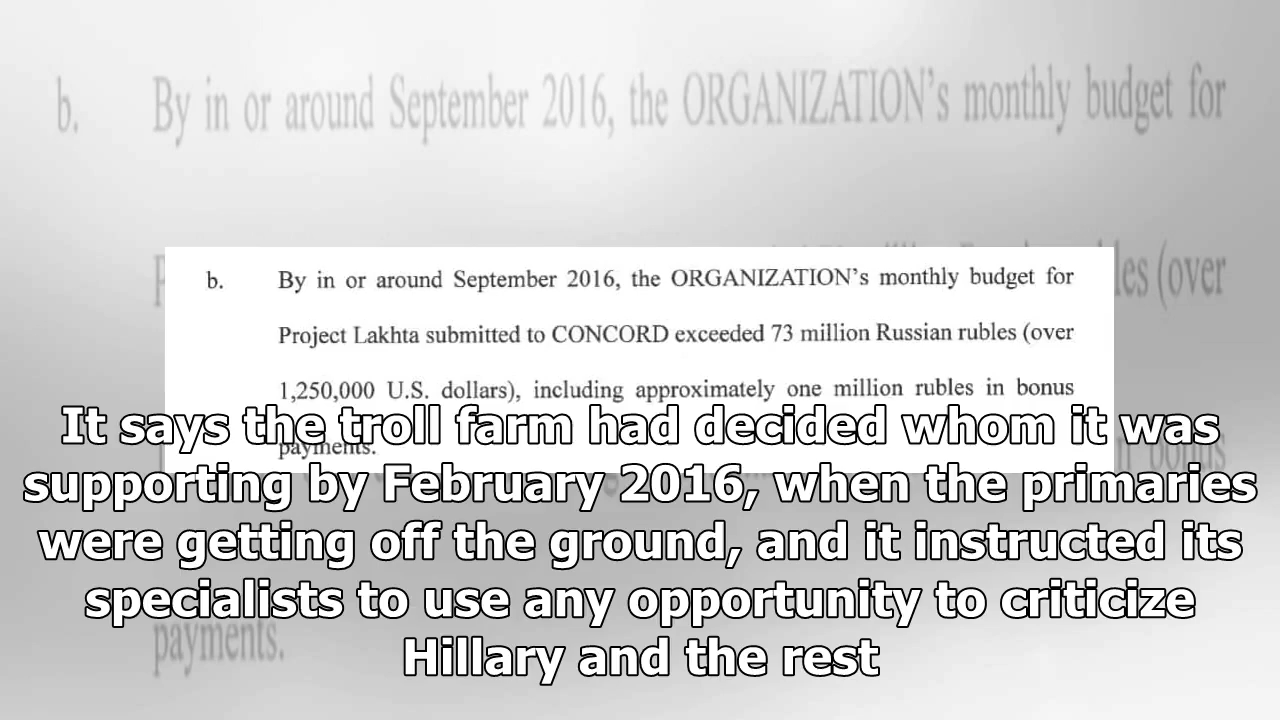 b. By in or around September 2016, the ORGANIZATION's monthly budget for
les (over
payments.
b. By in or around September 2016, the ORGANIZATION's monthly budget for
Project Lakhta submitted to CONCORD exceeded 73 million Russian rubles (over
1,250,000 U.S. dollars), including approximately one million rubles in bonus
payments.
It says the troll farm had decided whom it was
supporting by February 2016, when the primaries
were getting off the ground, and it instructed its
specialists to use any opportunity to criticize
Hillary and the rest